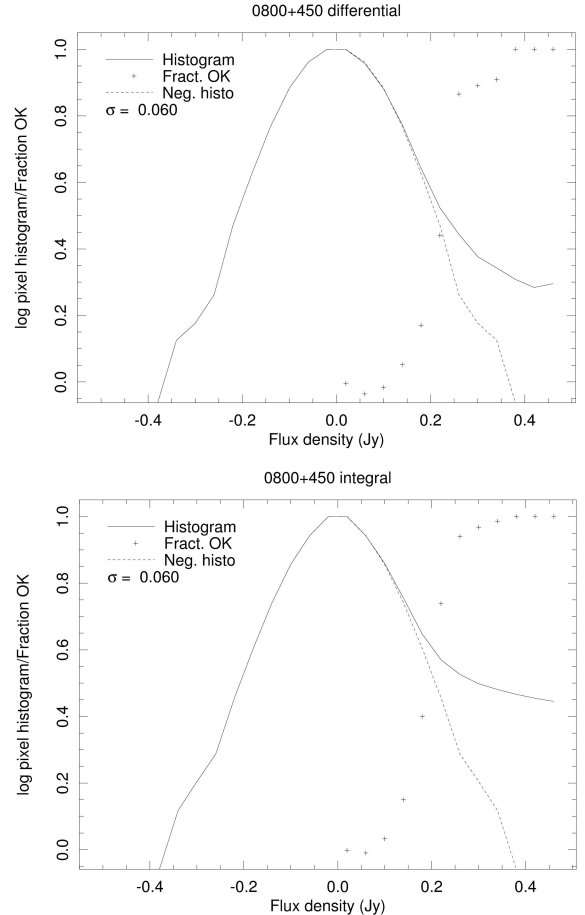 0800+450 differential
Histogram
Fract. OK
Neg. histo
σ = 0.060
log pixel histogram/Fraction OK
1.0
0.8
0.6
0.4
0.2
0.0
-0.4 -0.2 0.0 0.2 0.4
Flux density (Jy)
0800+450 integral
Histogram
Fract. OK
Neg. histo
σ = 0.060
log pixel histogram/Fraction OK
1.0
0.8
0.6
0.4
0.2
0.0
-0.4 -0.2 0.0 0.2 0.4
Flux density (Jy)